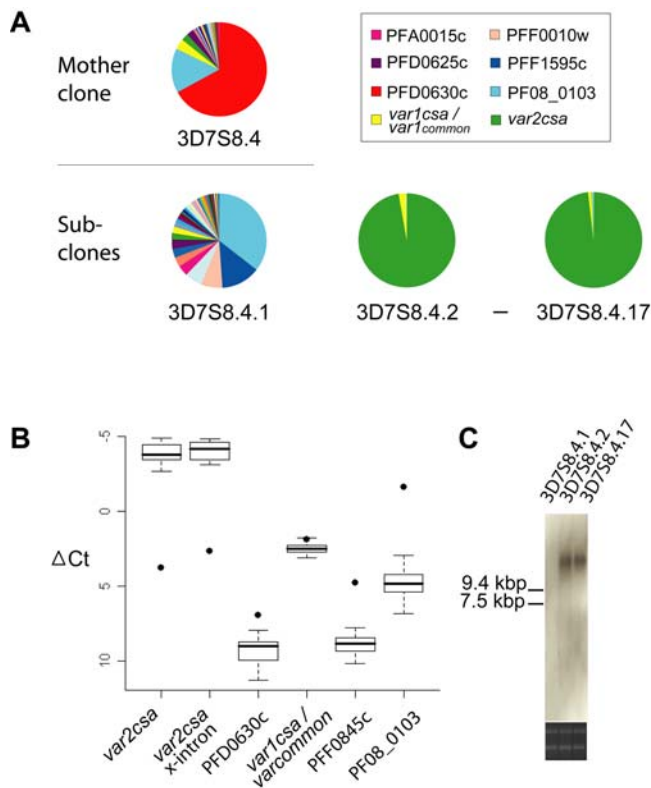 A
Mother
clone
3D7S8.4
PFA0015c
PFF0010w
PFD0625c
PFF1595c
PFD0630c
PF08_0103
var1csa /
var1common
var2csa
Sub-
clones
3D7S8.4.1
3D7S8.4.2
–
3D7S8.4.17
B
-5
0
5
10
ΔCt
var2csa
var2csa
x-intron
PFD0630c
var1csa /
varcommon
PFF0845c
PF08_0103
C
3D7S8.4.1
3D7S8.4.2
3D7S8.4.17
9.4 kbp
7.5 kbp